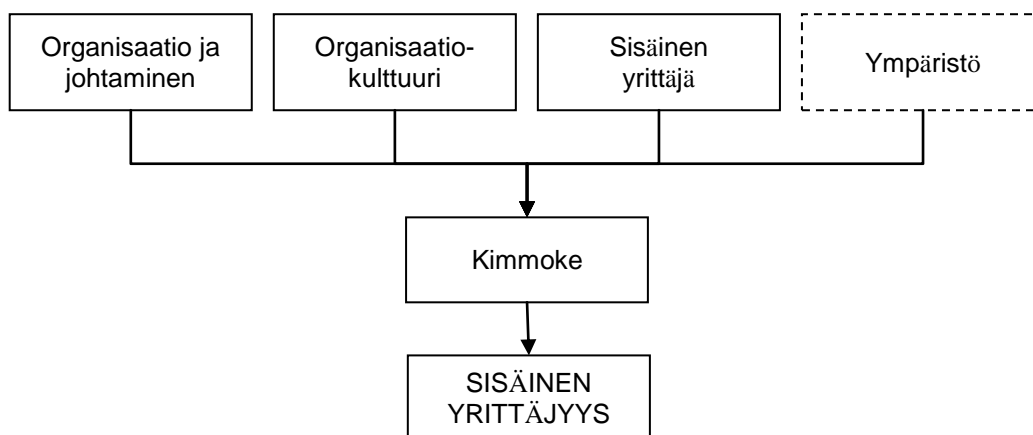 Organisaatio ja
johtaminen
Organisaatio-
kulttuuri
Sisäinen
yrittäjä
Ympäristö
Kimmoke
SISÄINEN
YRITTÄJYYS